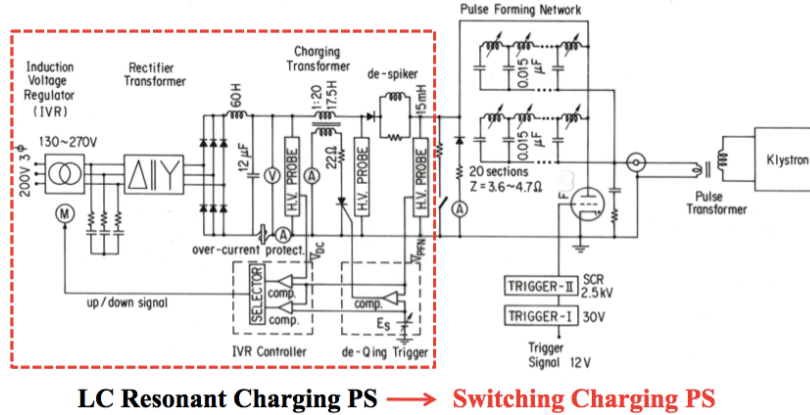 Pulse Forming Network
Induction
Voltage
Regulator
(IVR)
Rectifier
Transformer
Charging
Transformer
de-spiker
130~270V
200V 3φ
60H
12μF
1:20
17.5H
22Ω
15mH
0.015
μF
0.015
μF
20 sections
Z=3.6~4.7Ω
H.V. PROBE
H.V. PROBE
H.V. PROBE
V
A
A
A
A
M
F
Klystron
Pulse
Transformer
over-current protect.
VDC
VPFN
up/down signal
SELECTOR
comp.
comp.
comp.
Es
IVR Controller
de-Qing Trigger
TRIGGER-II
SCR
2.5kV
TRIGGER-I
30V
Trigger
Signal 12V
LC Resonant Charging PS → Switching Charging PS